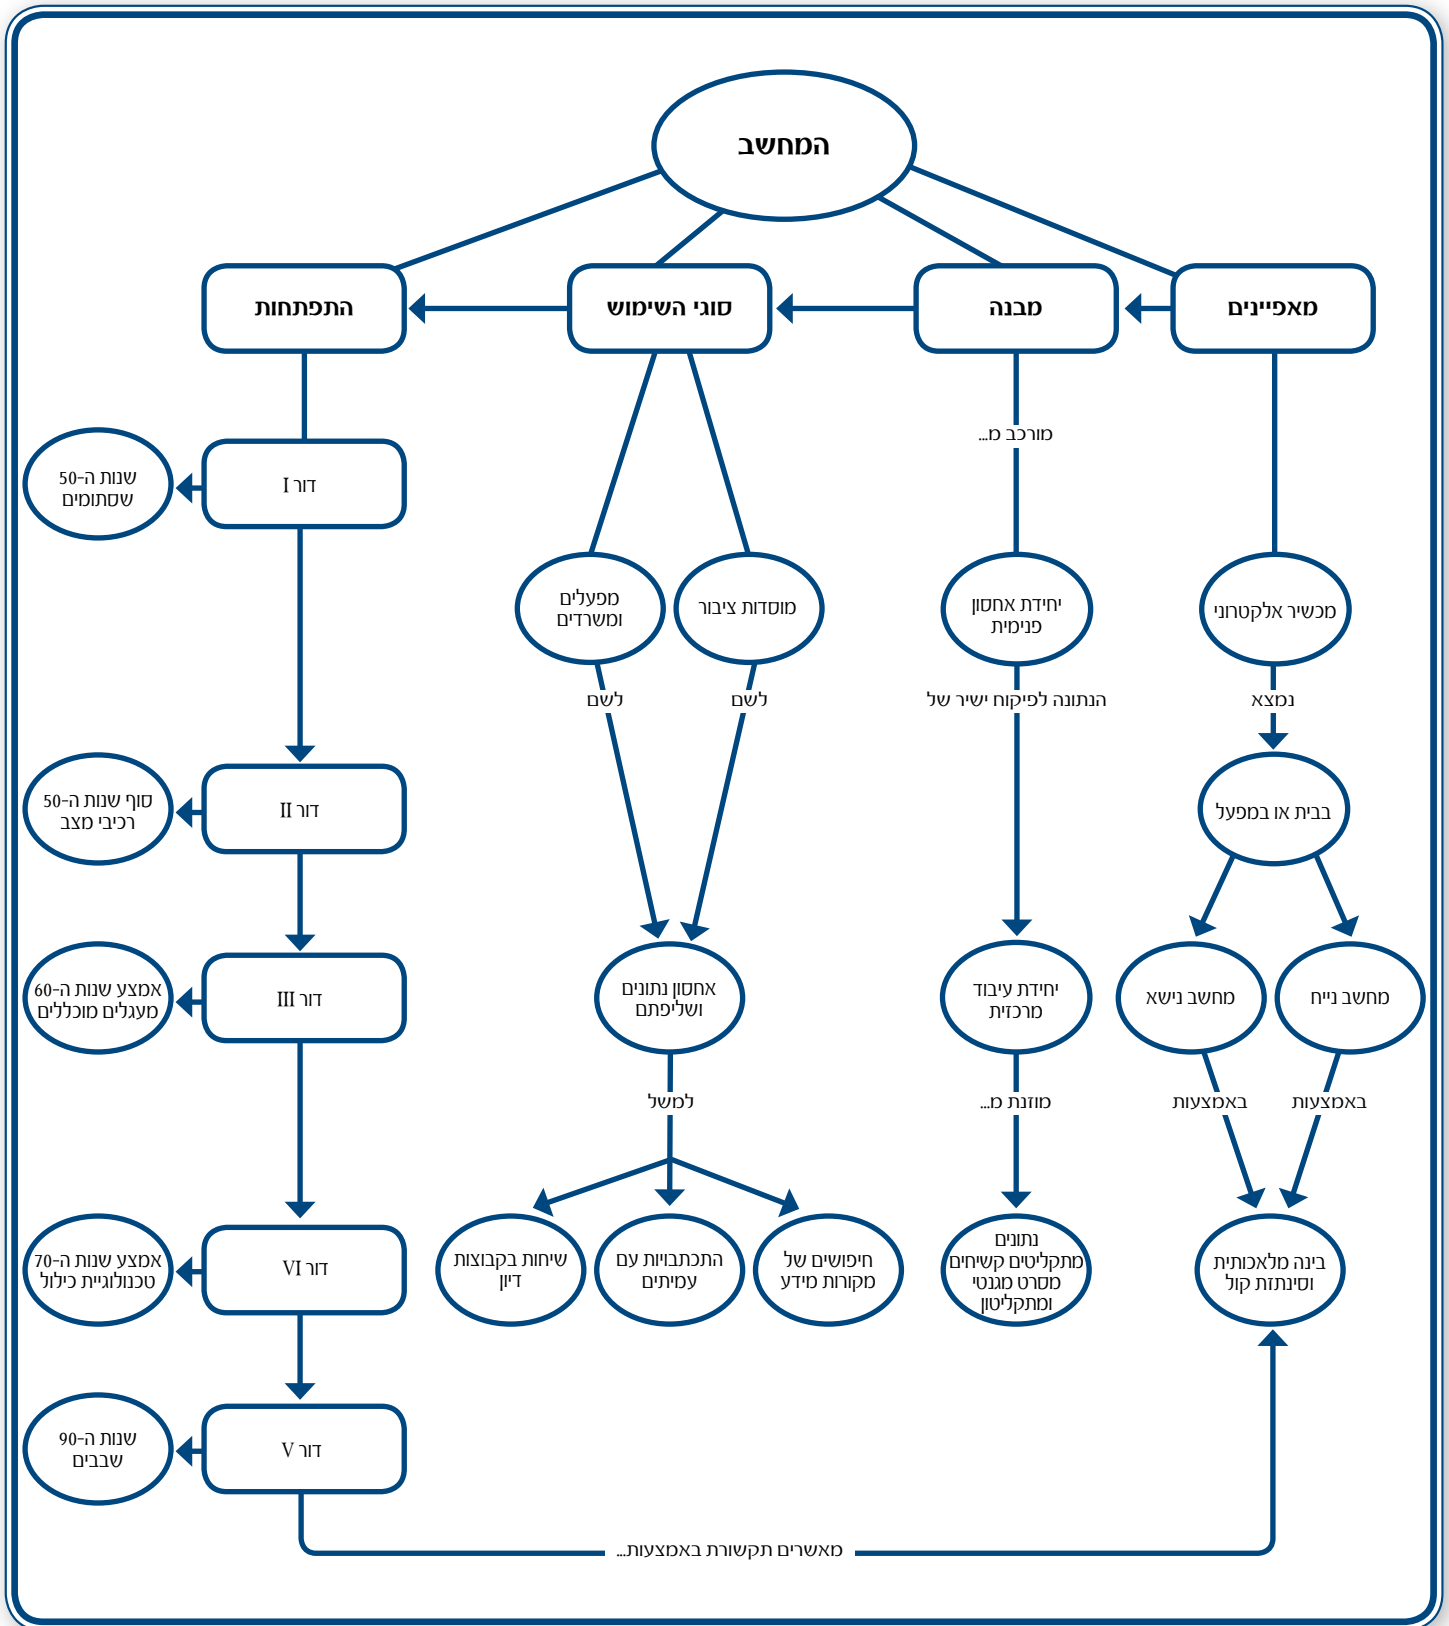 המחשב
מאפיינים
מבנה
סוגי השימוש
התפתחות
מכשיר אלקטרוני
נמצא
בבית או במפעל
מחשב נייח
מחשב נישא
באמצעות
באמצעות
בינה מלאכותית
וסינתזת קול
מורכב מ...
יחידת אחסון
פנימית
הנתונה לפיקוח ישיר של
יחידת עיבוד
מרכזית
מוזנת מ...
נתונים
מתקליטים קשיחים
מסרט מגנטי
ומתקליטון
מוסדות ציבור
מפעלים
ומשרדים
לשם
לשם
אחסון נתונים
ושליפתם
למשל
חיפושים של
מקורות מידע
התכתבויות עם
עמיתים
שיחות בקבוצות
דיון
דור I
שנות ה-50
שסתומים
דור II
סוף שנות ה-50
רכיבי מצב
דור III
אמצע שנות ה-60
מעגלים מוכללים
דור VI
אמצע שנות ה-70
טכנולוגיית כילול
דור V
שנות ה-90
שבבים
מאשרים תקשורת באמצעות...